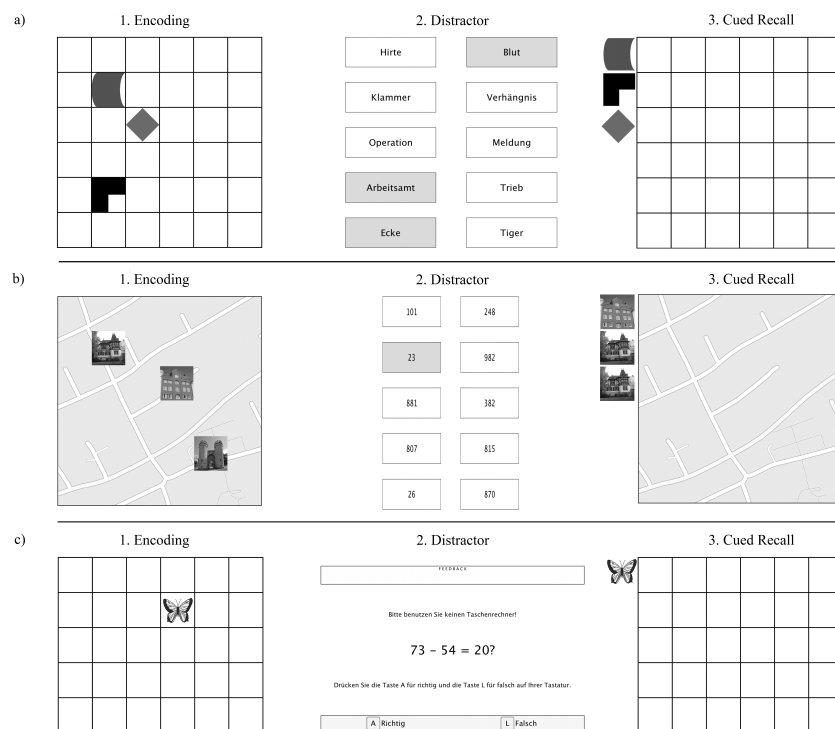 a)
1. Encoding
2. Distractor
3. Cued Recall
Hirte
Blut
Klammer
Verhängnis
Operation
Meldung
Arbeitsamt
Trieb
Ecke
Tiger
b)
1. Encoding
2. Distractor
3. Cued Recall
101
248
23
982
881
382
807
815
26
870
c)
1. Encoding
2. Distractor
3. Cued Recall
FEEDBACK
Bitte benutzen Sie keinen Taschenrechner!
73 – 54 = 20?
Drücken Sie die Taste A für richtig und die Taste L für falsch auf Ihrer Tastatur.
A Richtig
L Falsch